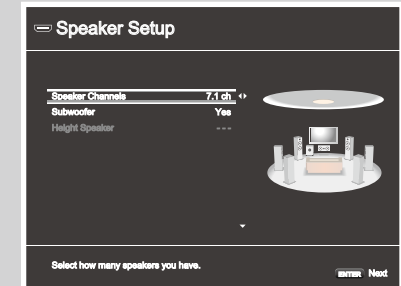 Speaker Setup
Speaker Channels 7.1 ch
Subwoofer Yes
Height Speaker - - -
Select how many speakers you have.
ENTER Next